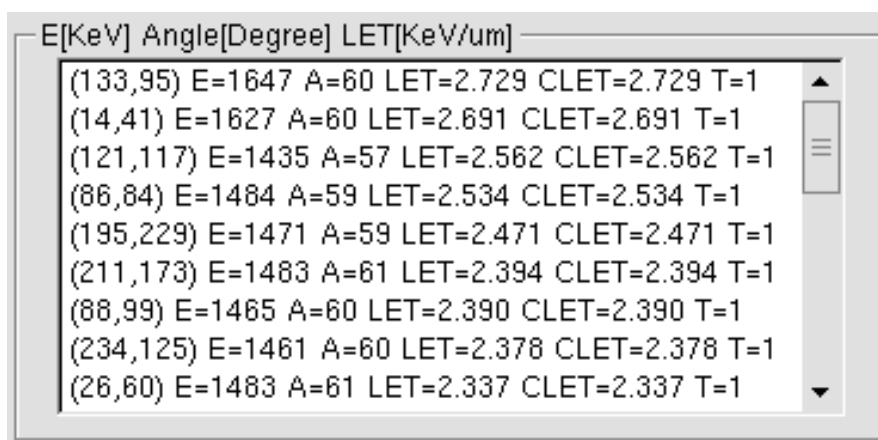 E[KeV] Angle[Degree] LET[KeV/um]
(133,95) E=1647 A=60 LET=2.729 CLET=2.729 T=1
(14,41) E=1627 A=60 LET=2.691 CLET=2.691 T=1
(121,117) E=1435 A=57 LET=2.562 CLET=2.562 T=1
(86,84) E=1484 A=59 LET=2.534 CLET=2.534 T=1
(195,229) E=1471 A=59 LET=2.471 CLET=2.471 T=1
(211,173) E=1483 A=61 LET=2.394 CLET=2.394 T=1
(88,99) E=1465 A=60 LET=2.390 CLET=2.390 T=1
(234,125) E=1461 A=60 LET=2.378 CLET=2.378 T=1
(26,60) E=1483 A=61 LET=2.337 CLET=2.337 T=1